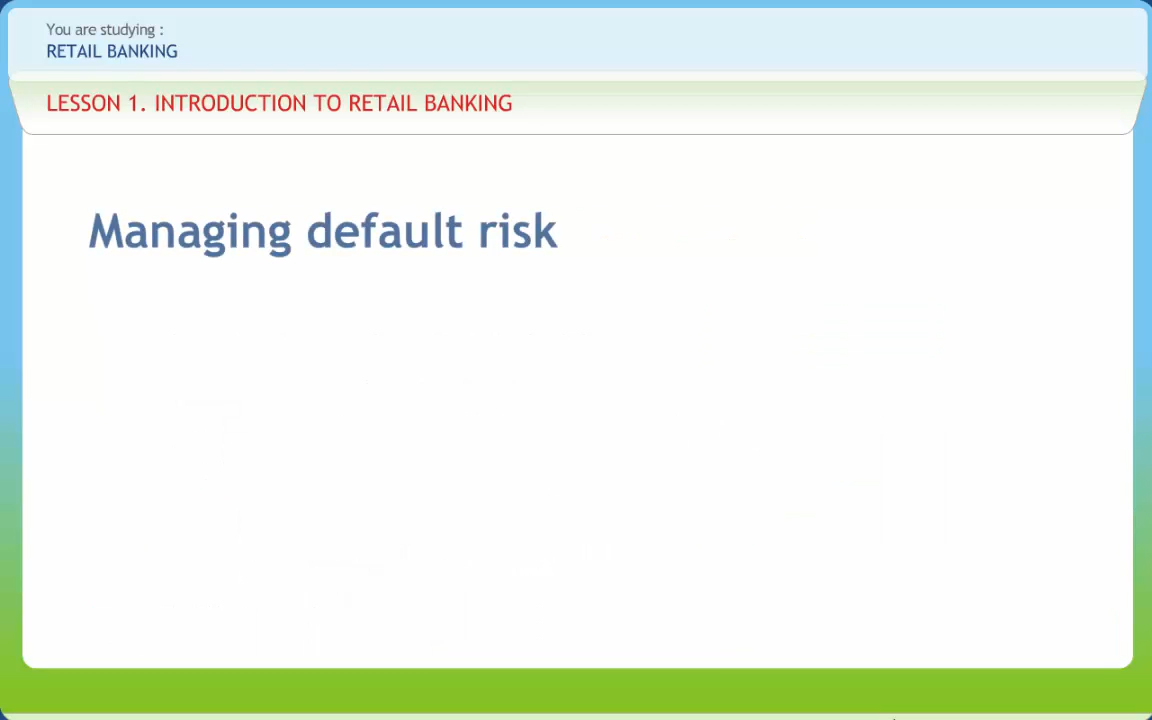 You are studying :
RETAIL BANKING
LESSON 1. INTRODUCTION TO RETAIL BANKING
Managing default risk